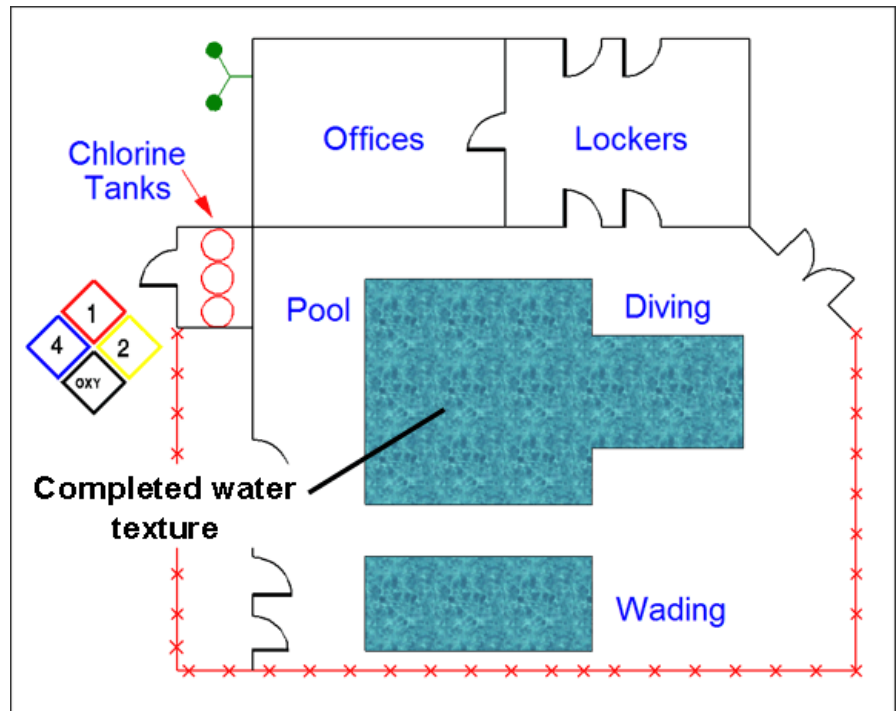 Offices
Lockers
Chlorine
Tanks
Pool
Diving
1
4
2
OXY
Completed water
texture
Wading